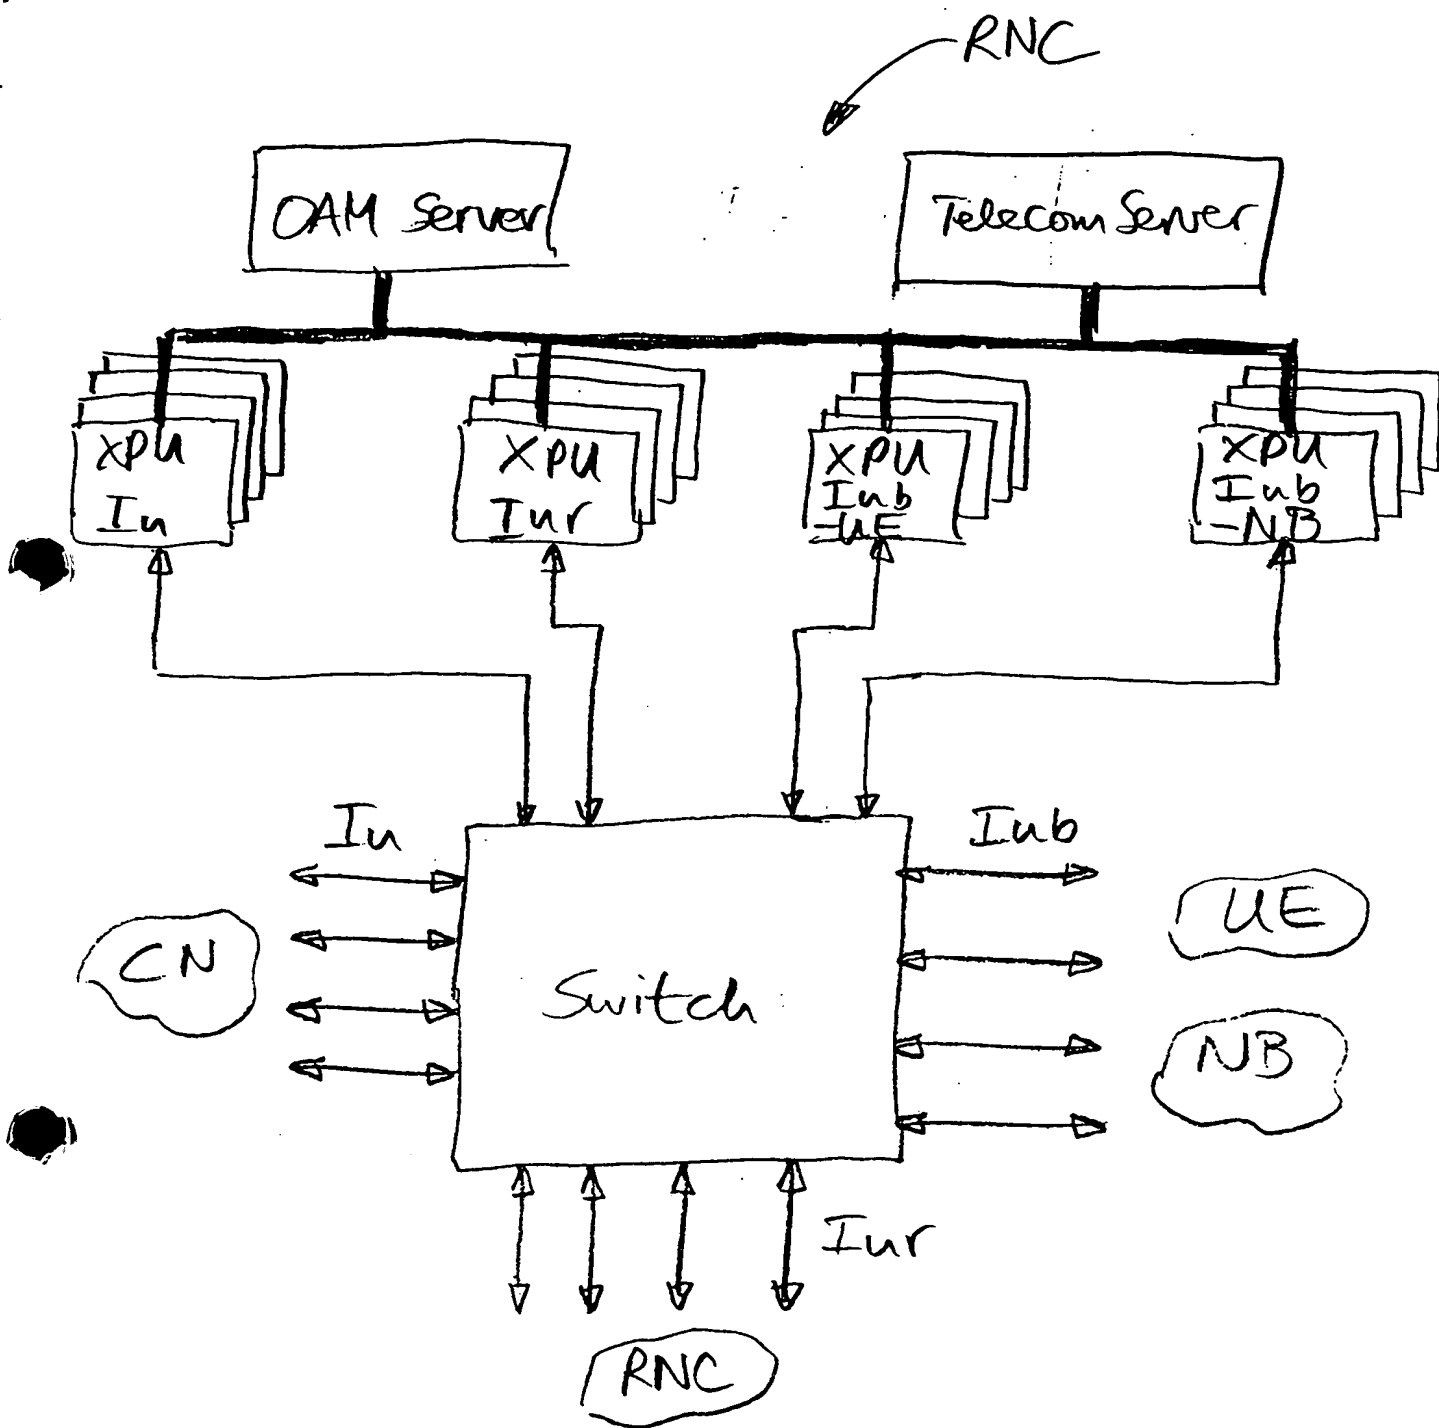 RNC
OAM Server
Telecom Server
XPU
Iu
XPU
Iur
XPU
Iub
-UE
XPU
Iub
-NB
Iu
Iub
CN
UE
Switch
NB
Iur
RNC